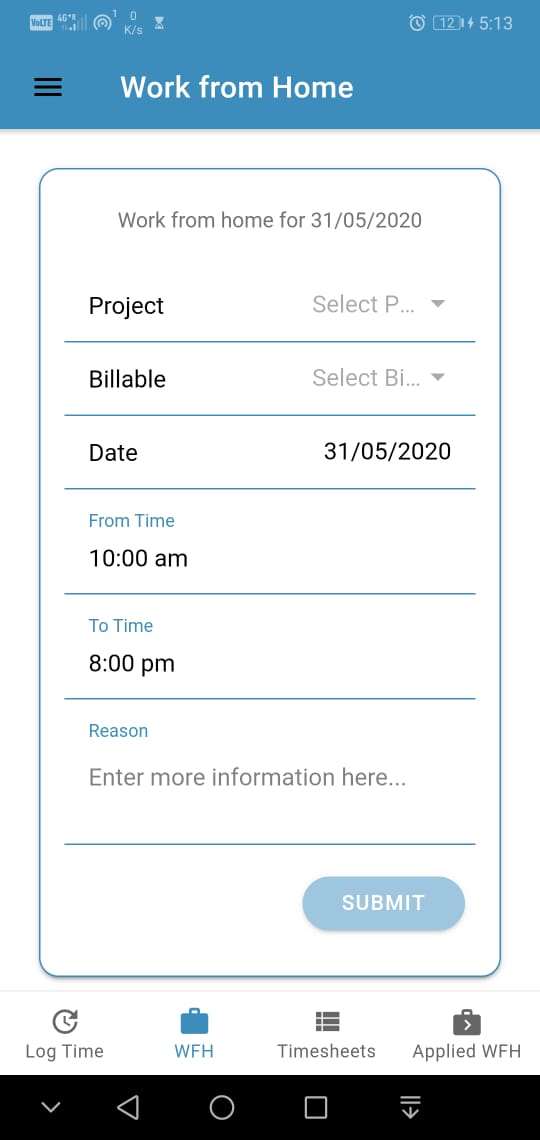 VoLTE 4G+R 1 0 K/s 12 5:13
Work from Home
Work from home for 31/05/2020
Project Select P...
Billable Select Bi...
Date 31/05/2020
From Time
10:00 am
To Time
8:00 pm
Reason
Enter more information here...
SUBMIT
Log Time WFH Timesheets Applied WFH